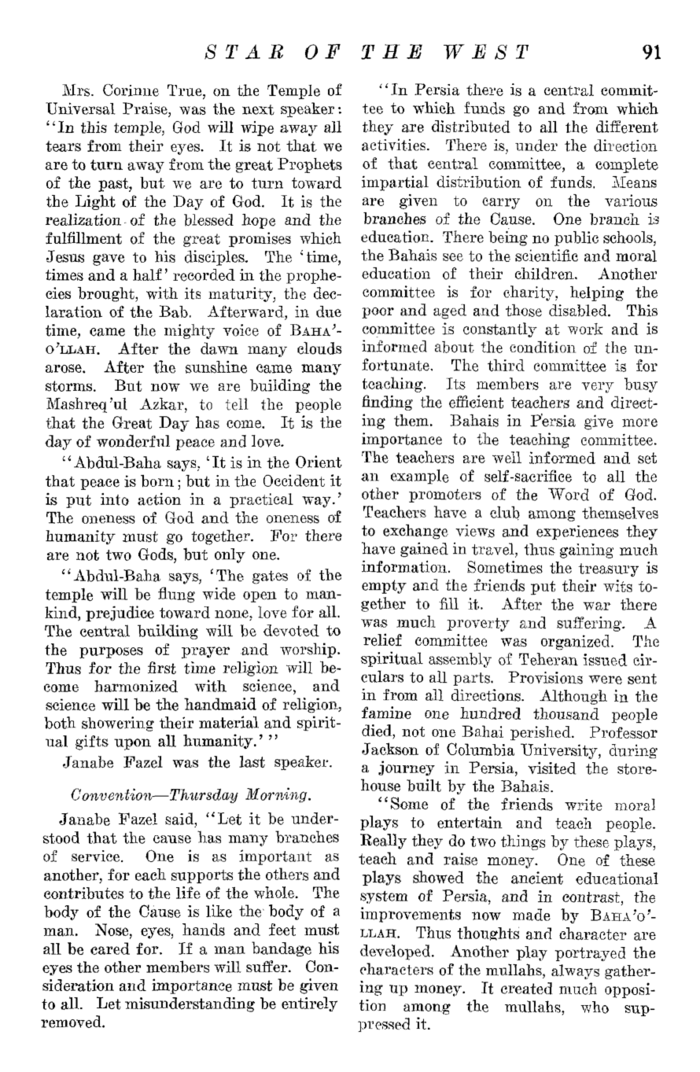 STAR OF THE WEST 91
Mrs. Corinne True, on the Temple of
Universal Praise, was the next speaker:
"In this temple, God will wipe away all
tears from their eyes. It is not that we
are to turn away from the great Prophets
of the past, but we are to turn toward
the Light of the Day of God. It is the
realization of the blessed hope and the
fulfillment of the great promises which
Jesus gave to his disciples. The 'time,
times and a half' recorded in the prophe-
cies brought, with its maturity, the dec-
laration of the Bab. Afterward, in due
time, came the mighty voice of BAHA'-
O'LLAH. After the dawn many clouds
arose. After the sunshine came many
storms. But now we are building the
Mashreq'ul Azkar, to tell the people
that the Great Day has come. It is the
day of wonderful peace and love.
"Abdul-Baha says, 'It is in the Orient
that peace is born; but in the Occident it
is put into action in a practical way.'
The oneness of God and the oneness of
humanity must go together. For there
are not two Gods, but only one.
"Abdul-Baha says, 'The gates of the
temple will be flung wide open to man-
kind, prejudice toward none, love for all.
The central building will be devoted to
the purposes of prayer and worship.
Thus for the first time religion will be-
come harmonized with science, and
science will be the handmaid of religion,
both showering their material and spirit-
ual gifts upon all humanity.' "
Janabe Fazel was the last speaker.
Convention—Thursday Morning.
Janabe Fazel said, "Let it be under-
stood that the cause has many branches
of service. One is as important as
another, for each supports the others and
contributes to the life of the whole. The
body of the Cause is like the body of a
man. Nose, eyes, hands and feet must
all be cared for. If a man bandage his
eyes the other members will suffer. Con-
sideration and importance must be given
to all. Let misunderstanding be entirely
removed.
"In Persia there is a central commit-
tee to which funds go and from which
they are distributed to all the different
activities. There is, under the direction
of that central committee, a complete
impartial distribution of funds. Means
are given to carry on the various
branches of the Cause. One branch is
education. There being no public schools,
the Bahais see to the scientific and moral
education of their children. Another
committee is for charity, helping the
poor and aged and those disabled. This
committee is constantly at work and is
informed about the condition of the un-
fortunate. The third committee is for
teaching. Its members are very busy
finding the efficient teachers and direct-
ing them. Bahais in Persia give more
importance to the teaching committee.
The teachers are well informed and set
an example of self-sacrifice to all the
other promoters of the Word of God.
Teachers have a club among themselves
to exchange views and experiences they
have gained in travel, thus gaining much
information. Sometimes the treasury is
empty and the friends put their wits to-
gether to fill it. After the war there
was much proverty and suffering. A
relief committee was organized. The
spiritual assembly of Teheran issued cir-
culars to all parts. Provisions were sent
in from all directions. Although in the
famine one hundred thousand people
died, not one Bahai perished. Professor
Jackson of Columbia University, during
a journey in Persia, visited the store-
house built by the Bahais.
"Some of the friends write moral
plays to entertain and teach people.
Really they do two things by these plays,
teach and raise money. One of these
plays showed the ancient educational
system of Persia, and in contrast, the
improvements now made by BAHA'O'-
LLAH. Thus thoughts and character are
developed. Another play portrayed the
characters of the mullahs, always gather-
ing up money. It created much opposi-
tion among the mullahs, who sup-
pressed it.